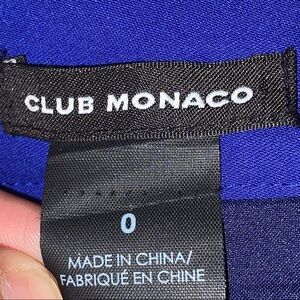 CLUB MONACO
0
MADE IN CHINA/
FABRIQUÉ EN CHINE